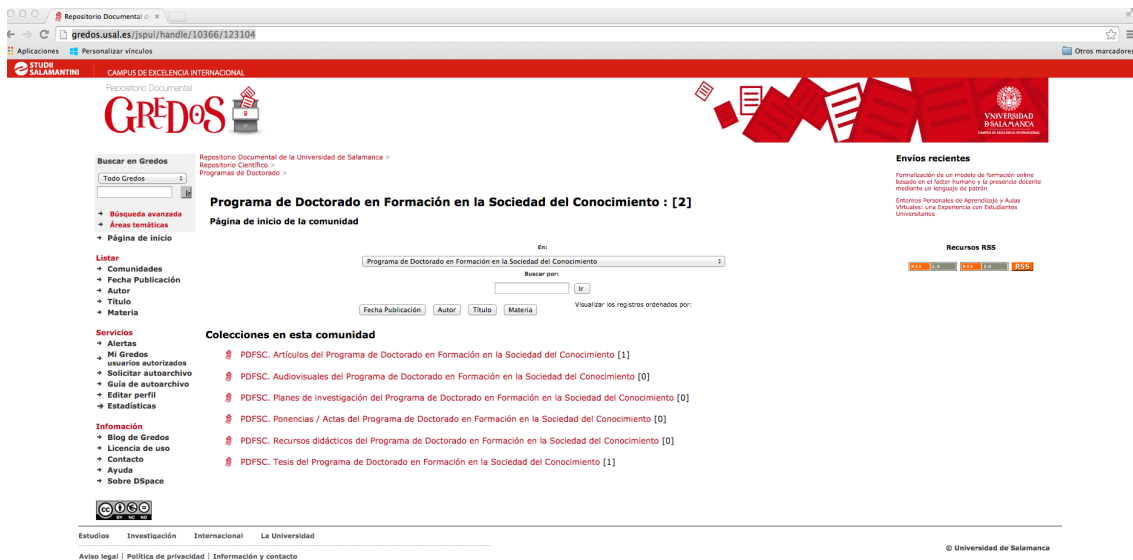 Repositorio Documental d
gredos.usal.es/jspui/handle/10366/123104
Aplicaciones
Personalizar vínculos
Otros marcadores
STUDII
SALAMANTINI
CAMPUS DE EXCELENCIA INTERNACIONAL
Repositorio Documental
GREDOS
VNiVERSiDAD
D SALAMANCA
CAMPUS DE EXCELENCIA INTERNACIONAL
Buscar en Gredos
Todo Gredos
Ir
Búsqueda avanzada
Áreas temáticas
Página de inicio
Listar
Comunidades
Fecha Publicación
Autor
Título
Materia
Servicios
Alertas
Mi Gredos
usuarios autorizados
Solicitar autoarchivo
Guía de autoarchivo
Editar perfil
Estadísticas
Infomación
Blog de Gredos
Licencia de uso
Contacto
Ayuda
Sobre DSpace
cc
BY NC ND
Repositorio Documental de la Universidad de Salamanca >
Repositorio Científico >
Programas de Doctorado >
Programa de Doctorado en Formación en la Sociedad del Conocimiento : [2]
Página de inicio de la comunidad
En:
Programa de Doctorado en Formación en la Sociedad del Conocimiento
Buscar por:
Ir
Fecha Publicación Autor Título Materia
Visualizar los registros ordenados por:
Colecciones en esta comunidad
PDFSC. Artículos del Programa de Doctorado en Formación en la Sociedad del Conocimiento [1]
PDFSC. Audiovisuales del Programa de Doctorado en Formación en la Sociedad del Conocimiento [0]
PDFSC. Planes de investigación del Programa de Doctorado en Formación en la Sociedad del Conocimiento [0]
PDFSC. Ponencias / Actas del Programa de Doctorado en Formación en la Sociedad del Conocimiento [0]
PDFSC. Recursos didácticos del Programa de Doctorado en Formación en la Sociedad del Conocimiento [0]
PDFSC. Tesis del Programa de Doctorado en Formación en la Sociedad del Conocimiento [1]
Envíos recientes
Formalización de un modelo de formación online
basado en el factor humano y la presencia docente
mediante un lenguaje de patrón
Entornos Personales de Aprendizaje y Aulas
Virtuales: una Experiencia con Estudiantes
Universitarios
Recursos RSS
RSS 1.0 RSS 2.0 RSS
Estudios Investigación Internacional La Universidad
Aviso legal | Política de privacidad | Información y contacto
© Universidad de Salamanca